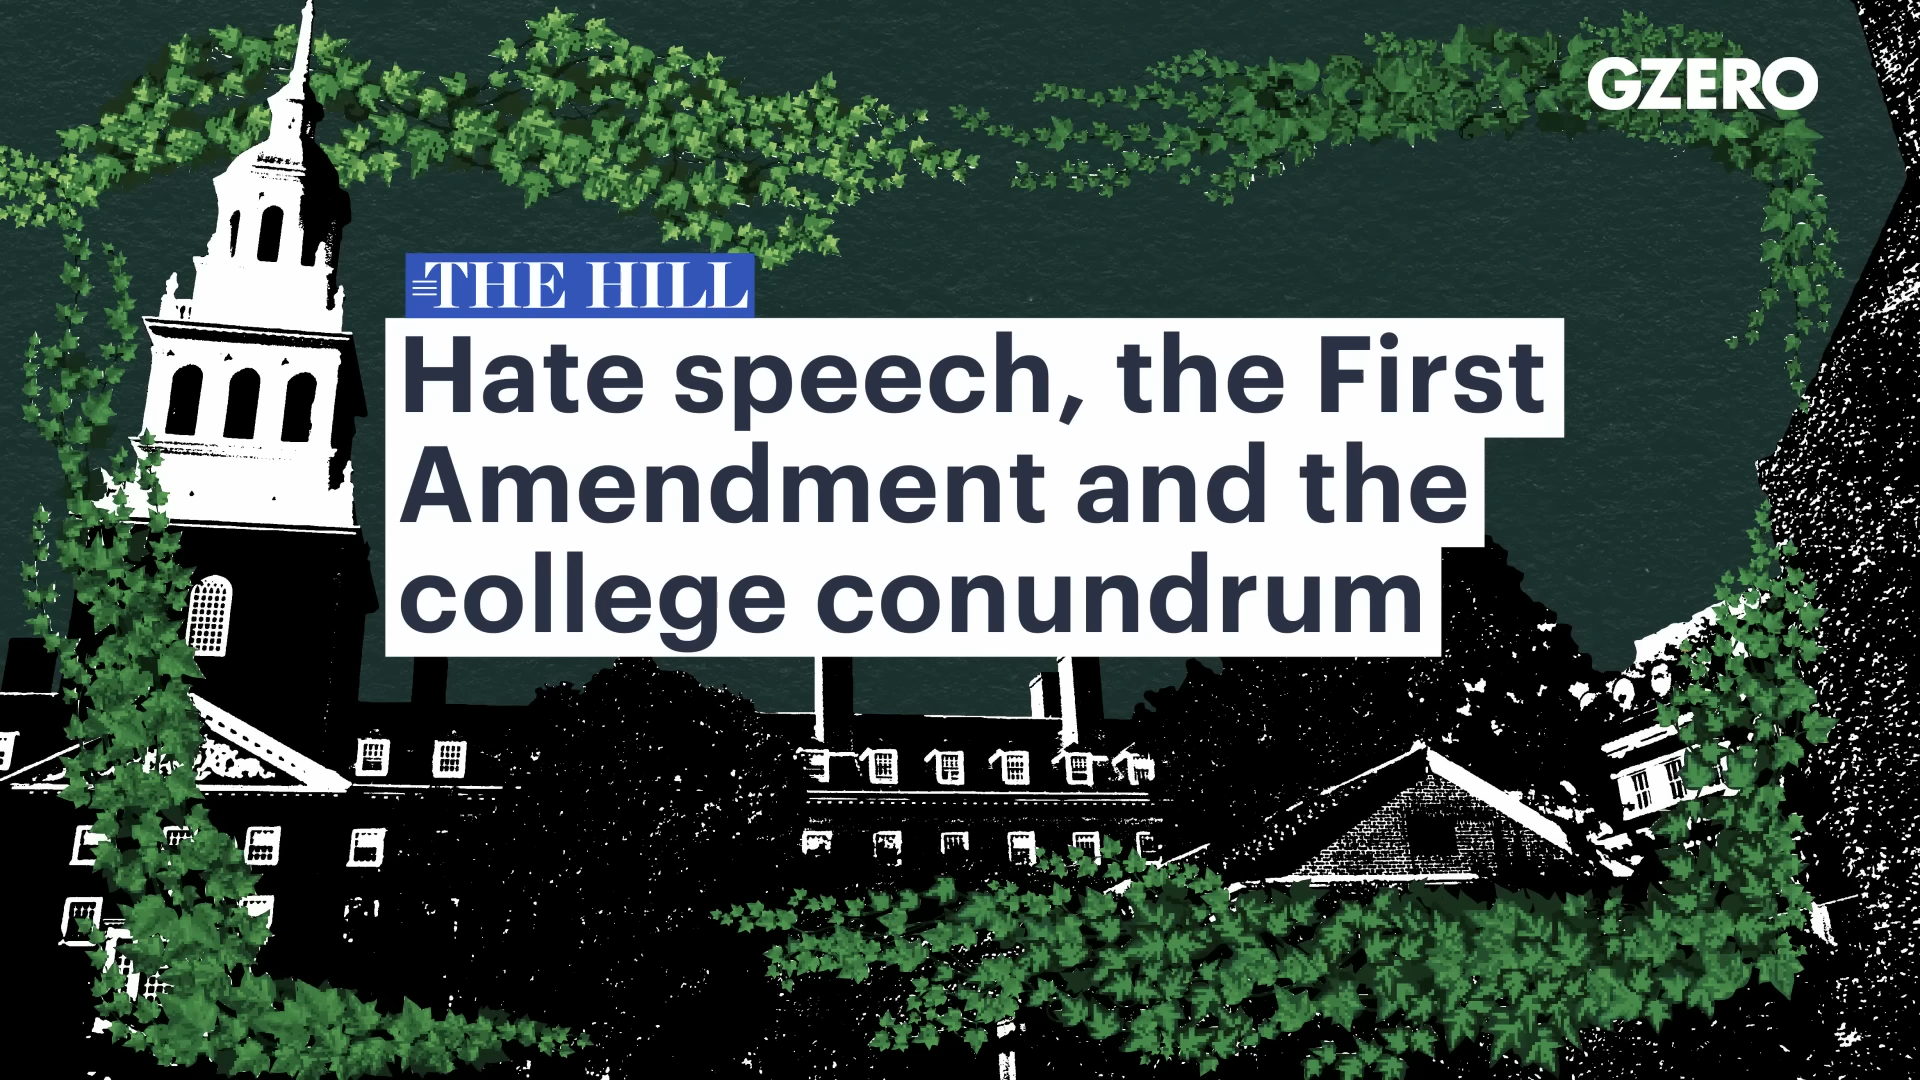 GZERO
THE HILL
Hate speech, the First
Amendment and the
college conundrum